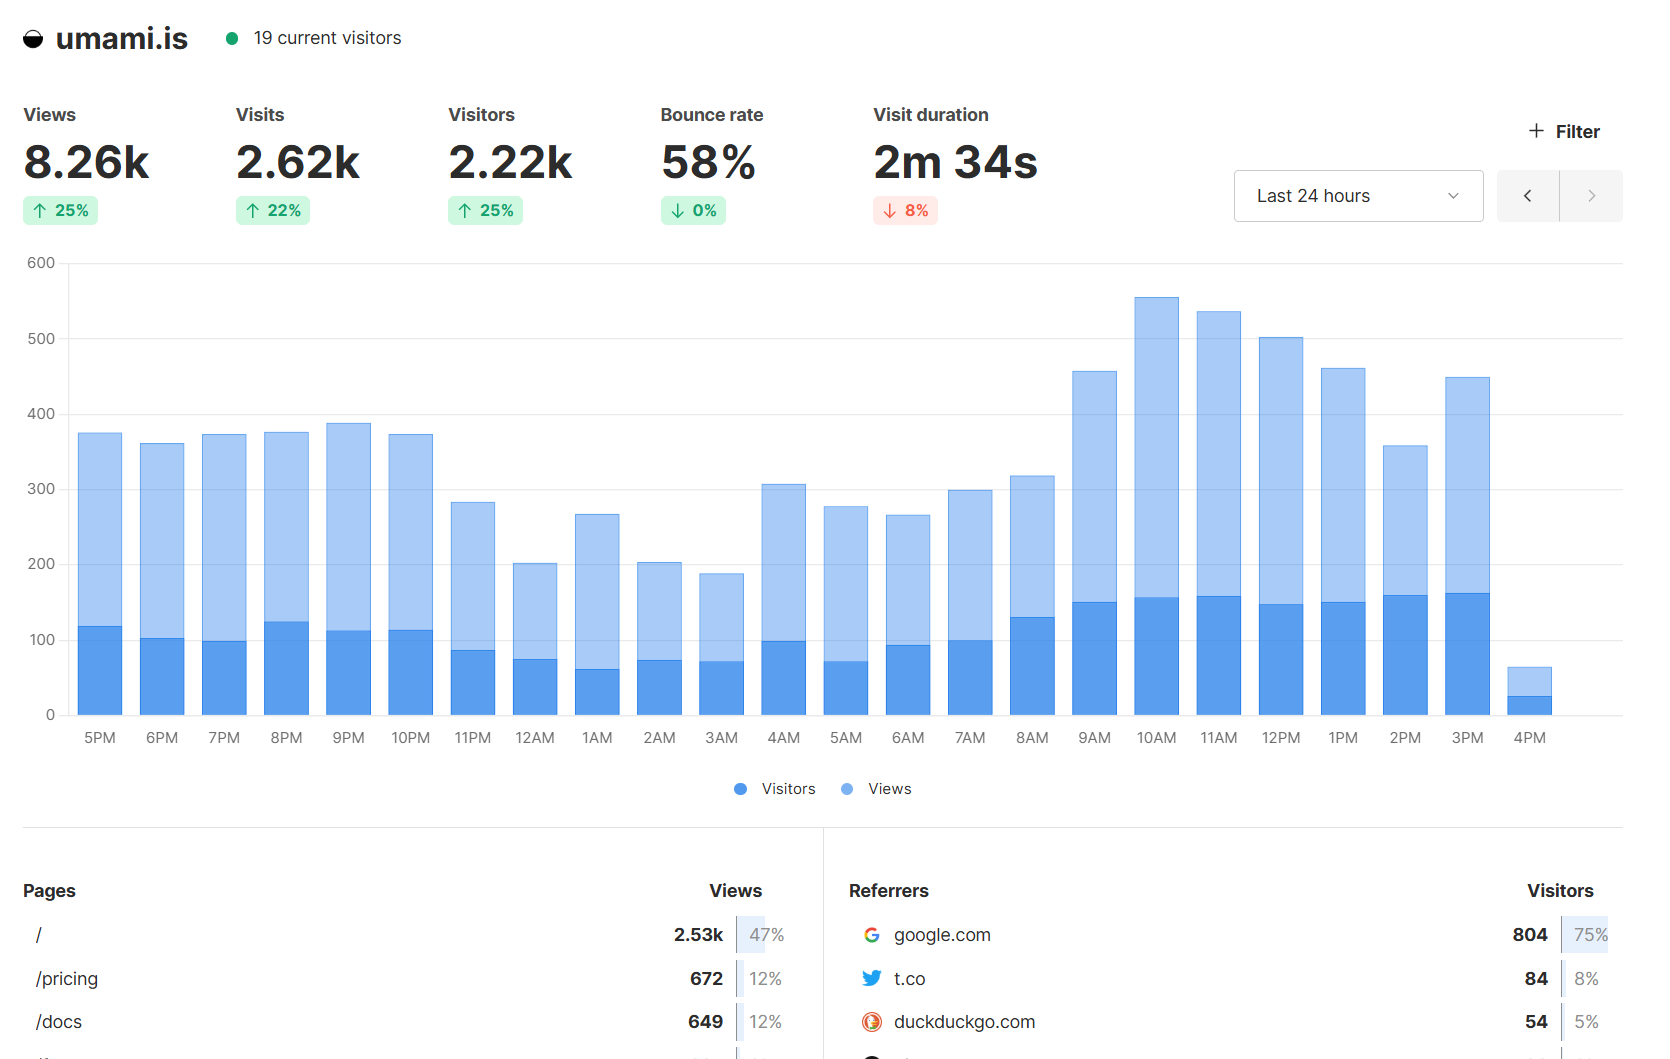 umami.is 19 current visitors
Views Visits Visitors Bounce rate Visit duration
8.26k 2.62k 2.22k 58% 2m 34s
↑ 25% ↑ 22% ↑ 25% ↓ 0% ↓ 8%
+ Filter
Last 24 hours
600
500
400
300
200
100
0
5PM 6PM 7PM 8PM 9PM 10PM 11PM 12AM 1AM 2AM 3AM 4AM 5AM 6AM 7AM 8AM 9AM 10AM 11AM 12PM 1PM 2PM 3PM 4PM
Visitors Views
Pages Views
/ 2.53k 47%
/pricing 672 12%
/docs 649 12%
Referrers Visitors
google.com 804 75%
t.co 84 8%
duckduckgo.com 54 5%